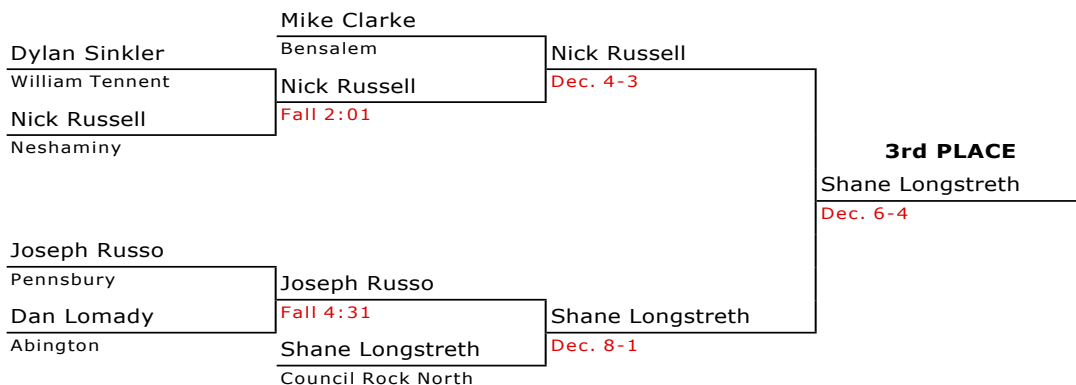 Mike Clarke
Bensalem
Dylan Sinkler
William Tennent
Nick Russell
Dec. 4-3
Nick Russell
Fall 2:01
Nick Russell
Neshaminy
3rd PLACE
Shane Longstreth
Dec. 6-4
Joseph Russo
Pennsbury
Joseph Russo
Fall 4:31
Dan Lomady
Abington
Shane Longstreth
Dec. 8-1
Shane Longstreth
Council Rock North